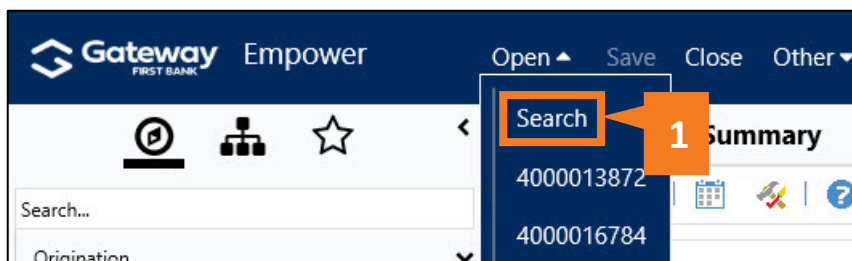 Gateway FIRST BANK Empower Open Save Close Other
Search
1
Summary
4000013872
Search...
4000016784
Origination